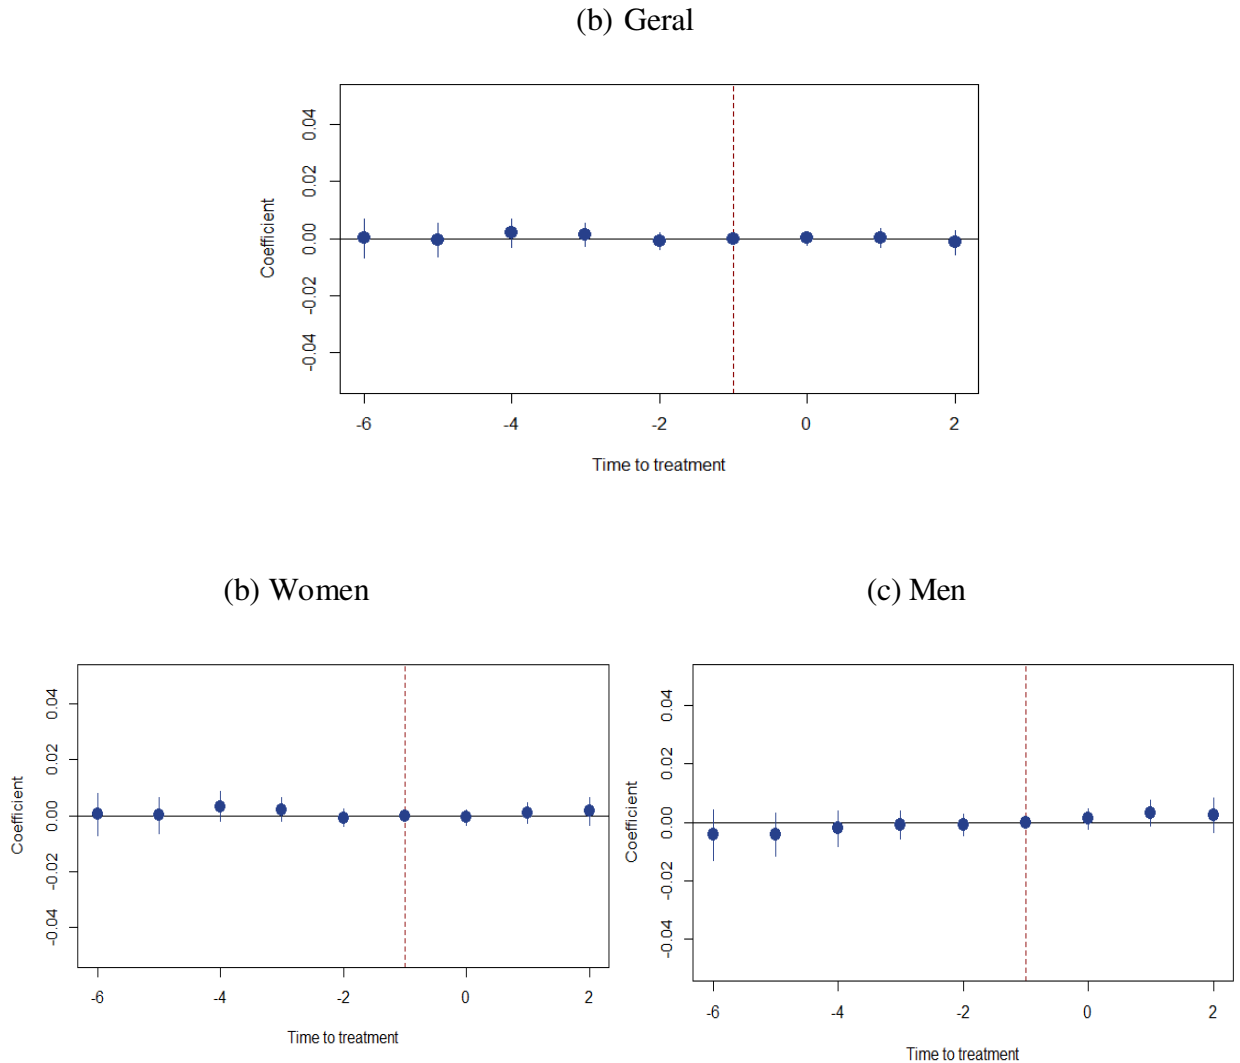 (b) Geral
0.04
0.02
0.00
-0.02
-0.04
Coefficient
-6 -4 -2 0 2
Time to treatment
(b) Women
0.04
0.02
0.00
-0.02
-0.04
Coefficient
-6 -4 -2 0 2
Time to treatment
(c) Men
0.04
0.02
0.00
-0.02
-0.04
Coefficient
-6 -4 -2 0 2
Time to treatment